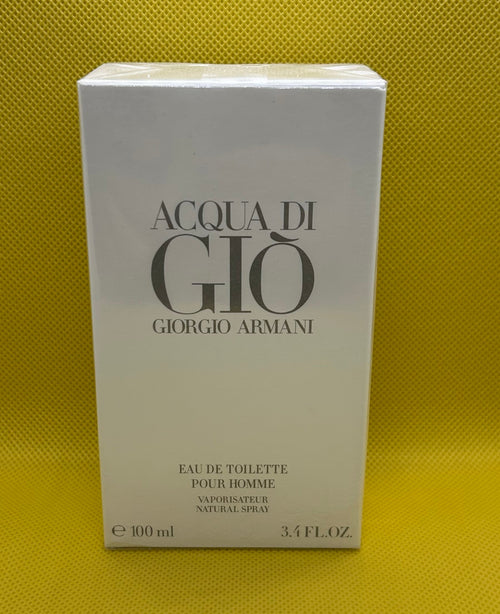 ACQUA DI
GIÒ
GIORGIO ARMANI
EAU DE TOILETTE
POUR HOMME
VAPORISATEUR
NATURAL SPRAY
℮ 100 ml 3.4 FL.OZ.